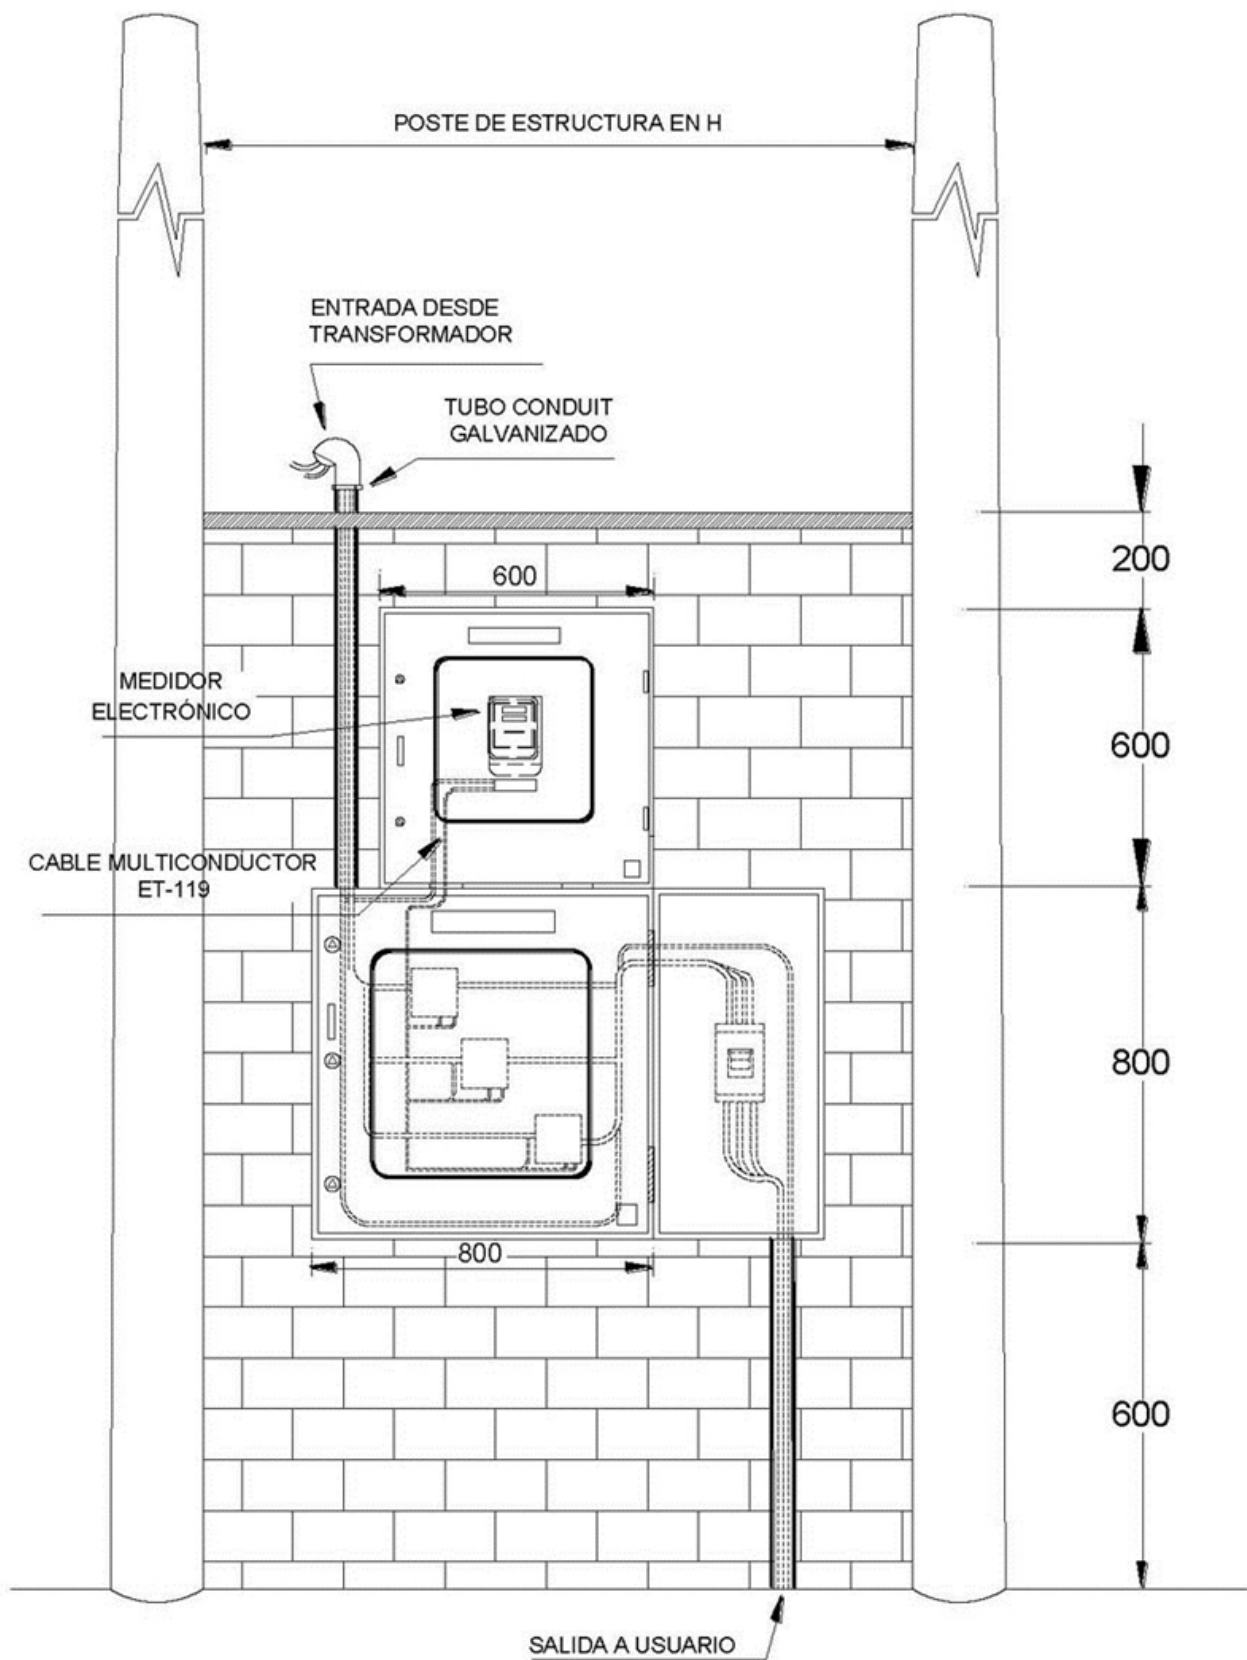 POSTE DE ESTRUCTURA EN H
ENTRADA DESDE
TRANSFORMADOR
TUBO CONDUIT
GALVANIZADO
200
600
MEDIDOR
ELECTRÓNICO
600
CABLE MULTICONDUCTOR
ET-119
800
800
600
SALIDA A USUARIO